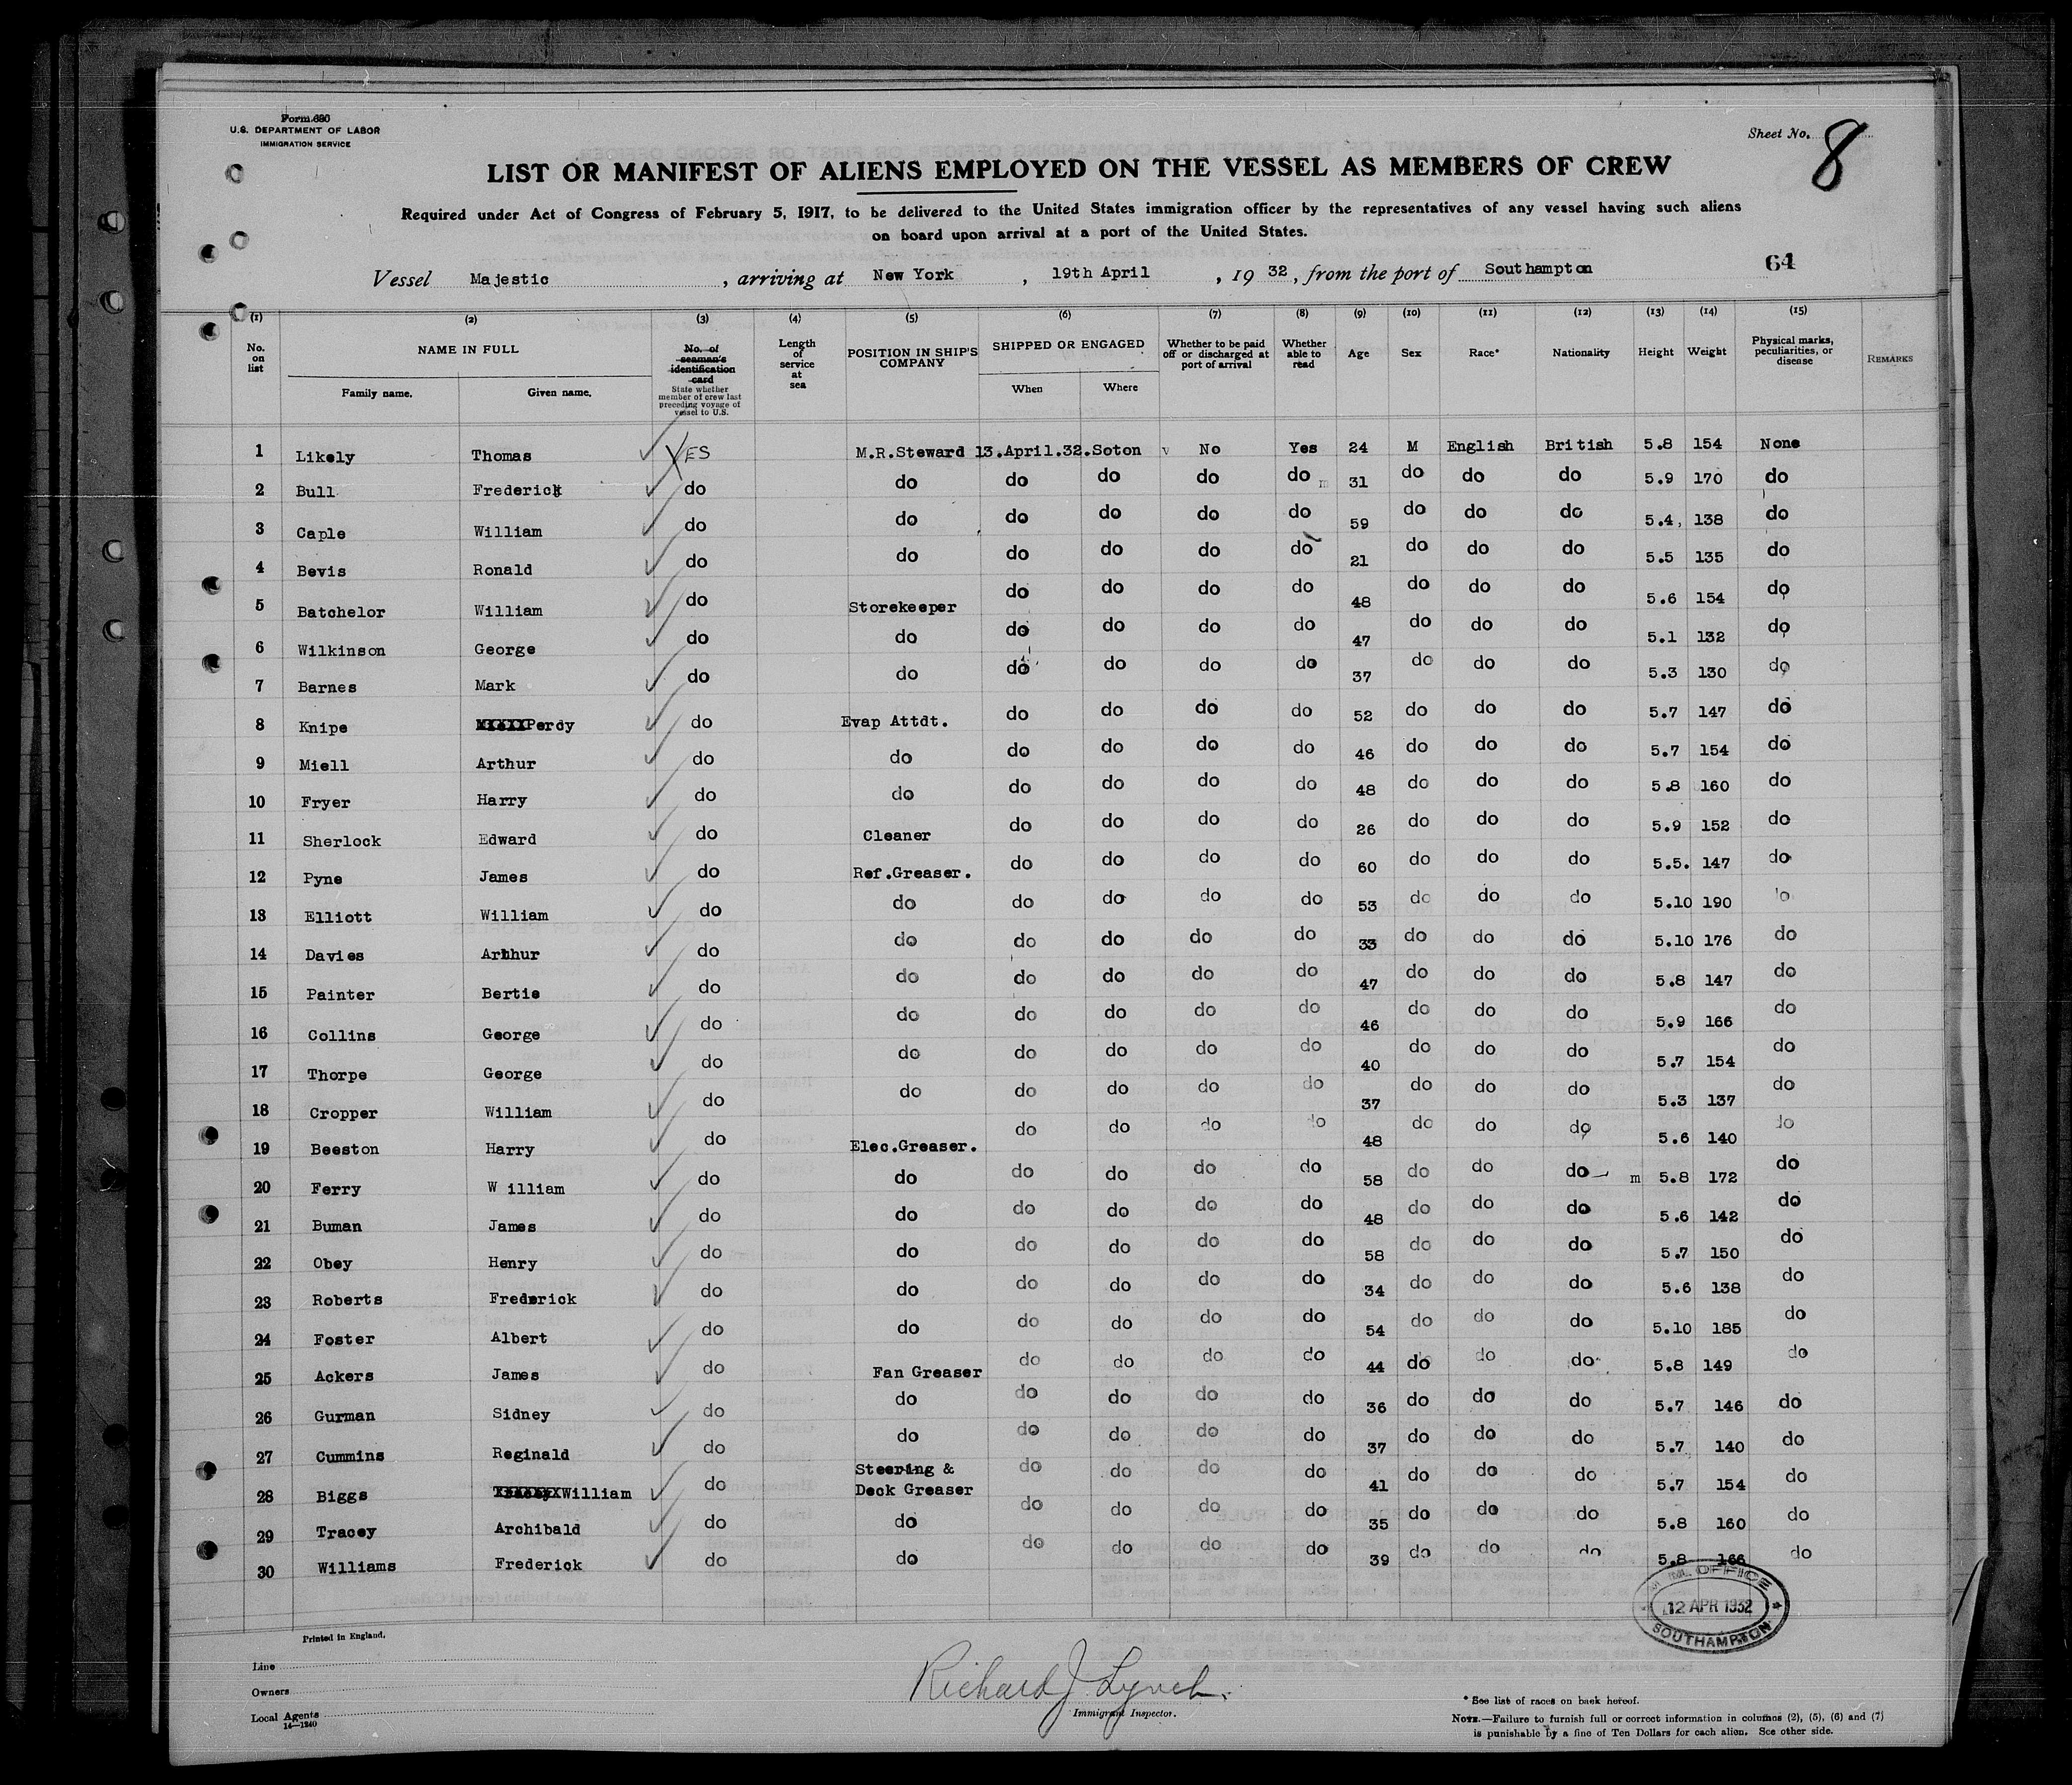 Form 680
U.S. DEPARTMENT OF LABOR
IMMIGRATION SERVICE
Sheet No. 8
LIST OR MANIFEST OF ALIENS EMPLOYED ON THE VESSEL AS MEMBERS OF CREW
Required under Act of Congress of February 5, 1917, to be delivered to the United States immigration officer by the representatives of any vessel having such aliens
on board upon arrival at a port of the United States.
Vessel Majestic, arriving at New York, 19th April, 1932, from the port of Southampton
64
(1) (2) (3) (4) (5) (6) (7) (8) (9) (10) (11) (12) (13) (14) (15)
No. on list NAME IN FULL Family name. Given name. No. of seaman's identification card State whether member of crew last preceding voyage of vessel to U.S. Length of service at sea POSITION IN SHIP'S COMPANY SHIPPED OR ENGAGED When Where Whether to be paid off or discharged at port of arrival Whether able to read Age Sex Race* Nationality Height Weight Physical marks, peculiarities, or disease REMARKS
1 Likely Thomas YES M.R.Steward 13.April.32.Soton No Yes 24 M English British 5.8 154 None
2 Bull Frederick do do do do do do 31 do do do 5.9 170 do
3 Caple William do do do do do do 59 do do do 5.4, 138 do
4 Bevis Ronald do do do do do do 21 do do do 5.5 135 do
5 Batchelor William do Storekeeper do do do do 48 do do do 5.6 154 do
6 Wilkinson George do do do do do do 47 do do do 5.1 132 do
7 Barnes Mark do do do do do do 37 do do do 5.3 130 do
8 Knipe Percy do Evap Attdt. do do do do 52 do do do 5.7 147 do
9 Miell Arthur do do do do do do 46 do do do 5.7 154 do
10 Fryer Harry do do do do do do 48 do do do 5.8 160 do
11 Sherlock Edward do Cleaner do do do do 26 do do do 5.9 152 do
12 Pyne James do Ref.Greaser. do do do do 60 do do do 5.5. 147 do
13 Elliott William do do do do do do 53 do do do 5.10 190 do
14 Davies Arthur do do do do do do 33 do do do 5.10 176 do
15 Painter Bertie do do do do do do 47 do do do 5.8 147 do
16 Collins George do do do do do do 46 do do do 5.9 166 do
17 Thorpe George do do do do do do 40 do do do 5.7 154 do
18 Cropper William do do do do do do 37 do do do 5.3 137 do
19 Beeston Harry do Elec.Greaser. do do do do 48 do do do 5.6 140 do
20 Ferry W illiam do do do do do do 58 do do do m 5.8 172 do
21 Buman James do do do do do do 48 do do do 5.6 142 do
22 Obey Henry do do do do do do 58 do do do 5.7 150 do
23 Roberts Frederick do do do do do do 34 do do do 5.6 138 do
24 Foster Albert do do do do do do 54 do do do 5.10 185 do
25 Ackers James do Fan Greaser do do do do 44 do do do 5.8 149 do
26 Gurman Sidney do do do do do do 36 do do do 5.7 146 do
27 Cummins Reginald do do do do do do 37 do do do 5.7 140 do
28 Biggs William do Steering & Deck Greaser do do do do 41 do do do 5.7 154 do
29 Tracey Archibald do do do do do do 35 do do do 5.8 160 do
30 Williams Frederick do do do do do do 39 do do do 5.8 166 do
OFFICE
12 APR 1932
SOUTHAMPTON
Printed in England.
Line
Owners
Local Agents
14—1240
Richard J. Lynch.
Immigrant Inspector.
* See list of races on back hereof.
NOTE.—Failure to furnish full or correct information in columns (2), (5), (6) and (7)
is punishable by a fine of Ten Dollars for each alien. See other side.